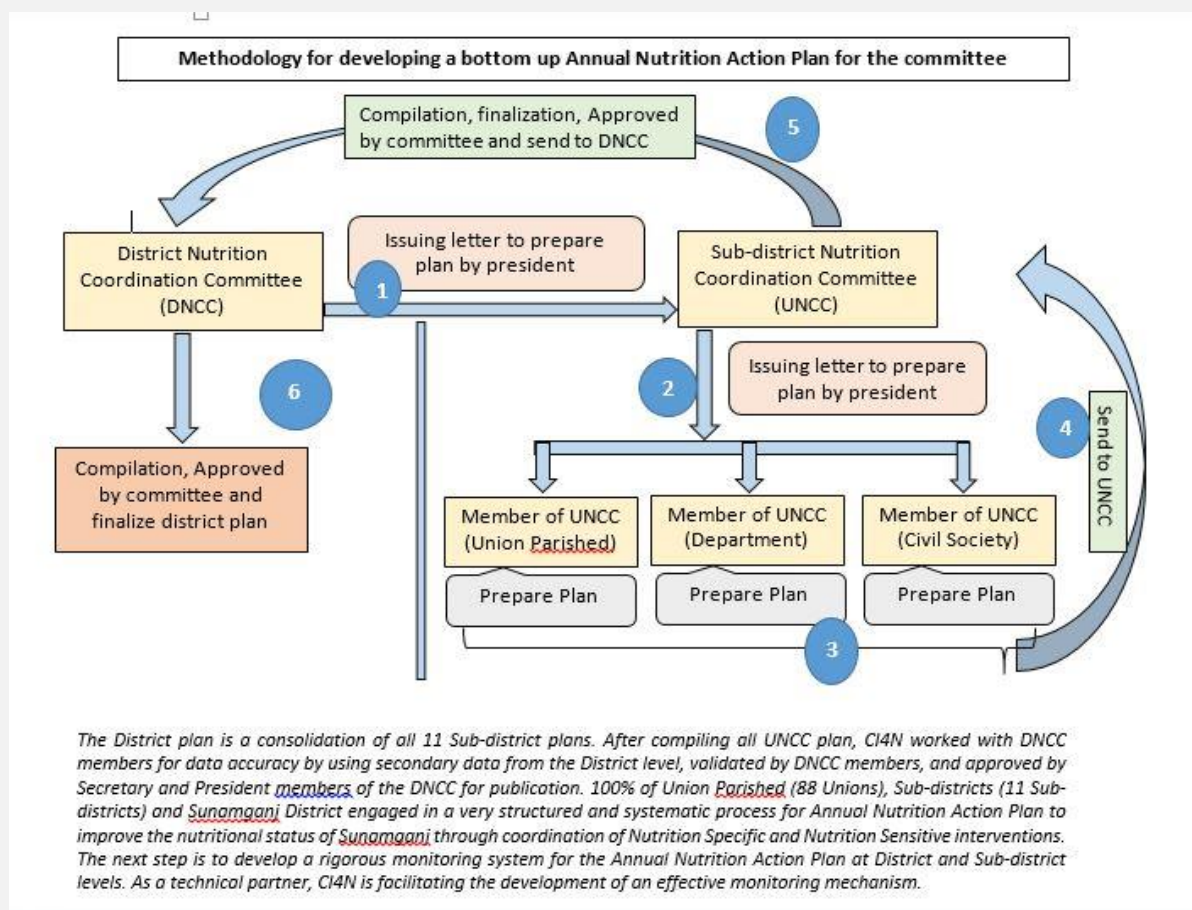 Methodology for developing a bottom up Annual Nutrition Action Plan for the committee
Compilation, finalization, Approved
by committee and send to DNCC
5
District Nutrition
Coordination Committee
(DNCC)
Issuing letter to prepare
plan by president
1
Sub-district Nutrition
Coordination Committee
(UNCC)
6
2
Issuing letter to prepare
plan by president
4
Send to UNCC
Compilation, Approved
by committee and
finalize district plan
Member of UNCC
(Union Parished)
Member of UNCC
(Department)
Member of UNCC
(Civil Society)
Prepare Plan
Prepare Plan
Prepare Plan
3
The District plan is a consolidation of all 11 Sub-district plans. After compiling all UNCC plan, CI4N worked with DNCC
members for data accuracy by using secondary data from the District level, validated by DNCC members, and approved by
Secretary and President members of the DNCC for publication. 100% of Union Parished (88 Unions), Sub-districts (11 Sub-
districts) and Sunamganj District engaged in a very structured and systematic process for Annual Nutrition Action Plan to
improve the nutritional status of Sunamganj through coordination of Nutrition Specific and Nutrition Sensitive interventions.
The next step is to develop a rigorous monitoring system for the Annual Nutrition Action Plan at District and Sub-district
levels. As a technical partner, CI4N is facilitating the development of an effective monitoring mechanism.